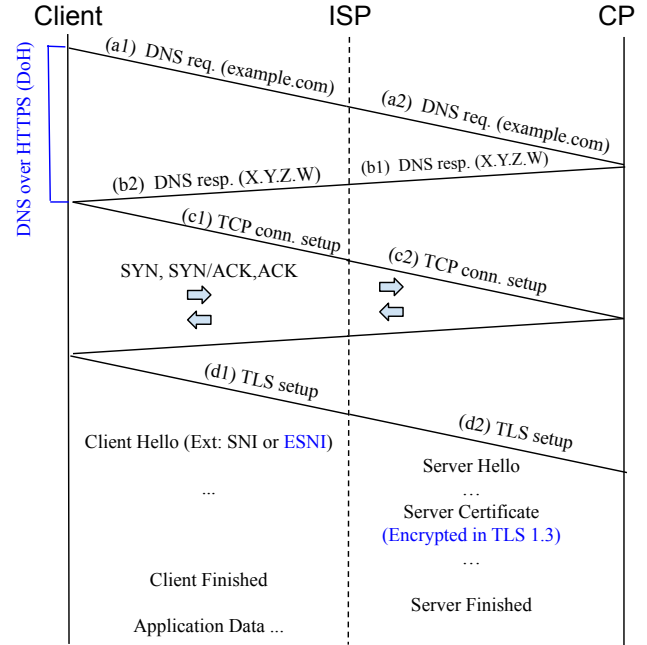 Client
ISP
CP
DNS over HTTPS (DoH)
(a1) DNS req. (example.com)
(a2) DNS req. (example.com)
(b1) DNS resp. (X.Y.Z.W)
(b2) DNS resp. (X.Y.Z.W)
(c1) TCP conn. setup
(c2) TCP conn. setup
SYN, SYN/ACK,ACK
(d1) TLS setup
(d2) TLS setup
Client Hello (Ext: SNI or ESNI)
Server Hello
...
...
Server Certificate
(Encrypted in TLS 1.3)
...
Client Finished
Server Finished
Application Data ...